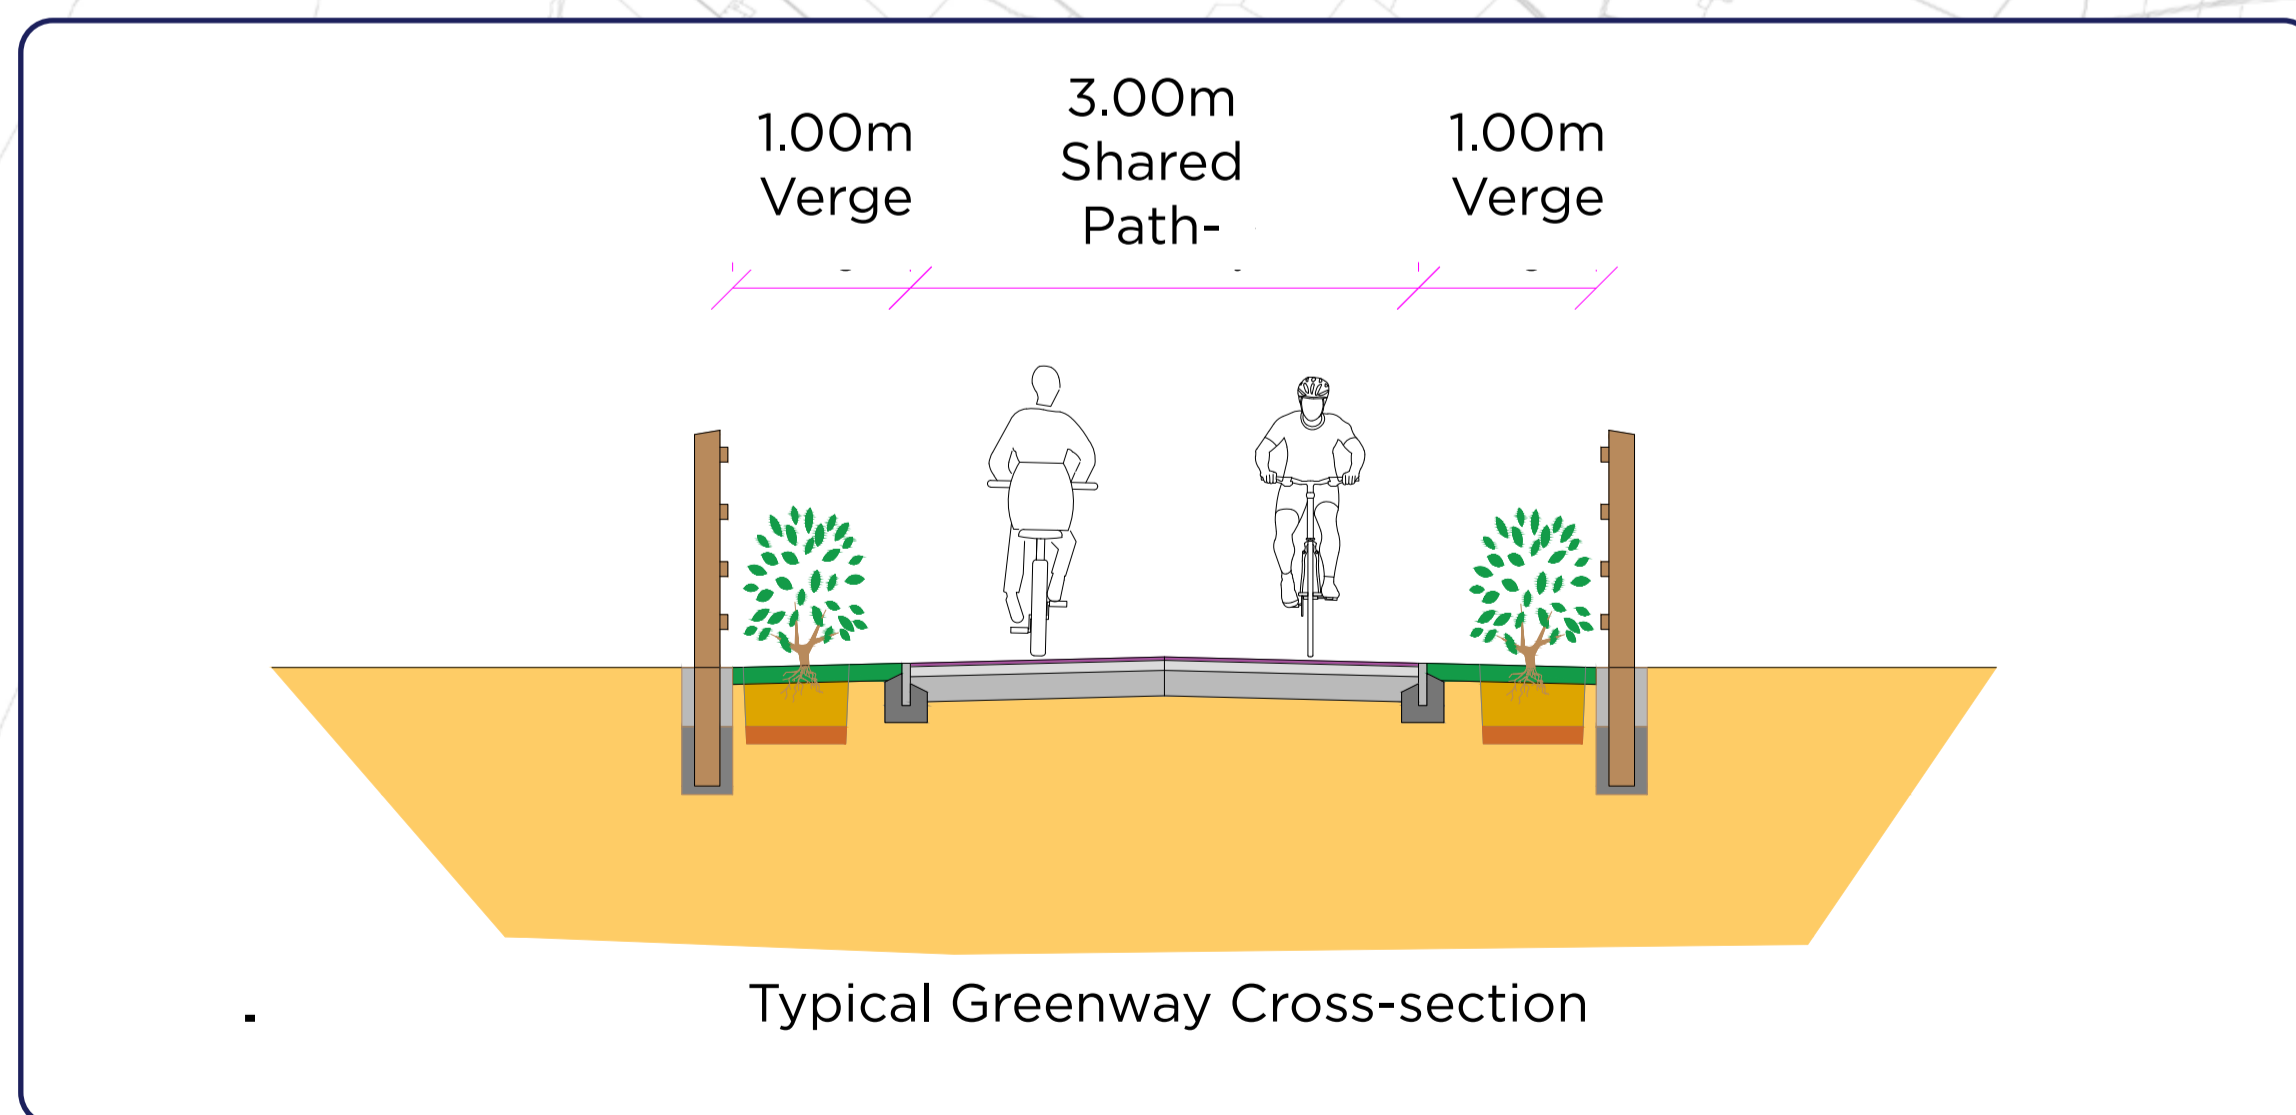 1.00m
Verge
3.00m
Shared
Path-
1.00m
Verge
Typical Greenway Cross-section
-